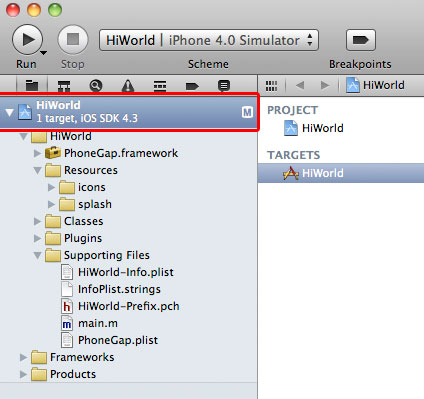 HiWorld | iPhone 4.0 Simulator
Run
Stop
Scheme
Breakpoints
HiWorld
HiWorld
1 target, iOS SDK 4.3
M
HiWorld
PhoneGap.framework
Resources
icons
splash
Classes
Plugins
Supporting Files
HiWorld-Info.plist
InfoPlist.strings
h
HiWorld-Prefix.pch
m
main.m
PhoneGap.plist
Frameworks
Products
PROJECT
HiWorld
TARGETS
HiWorld